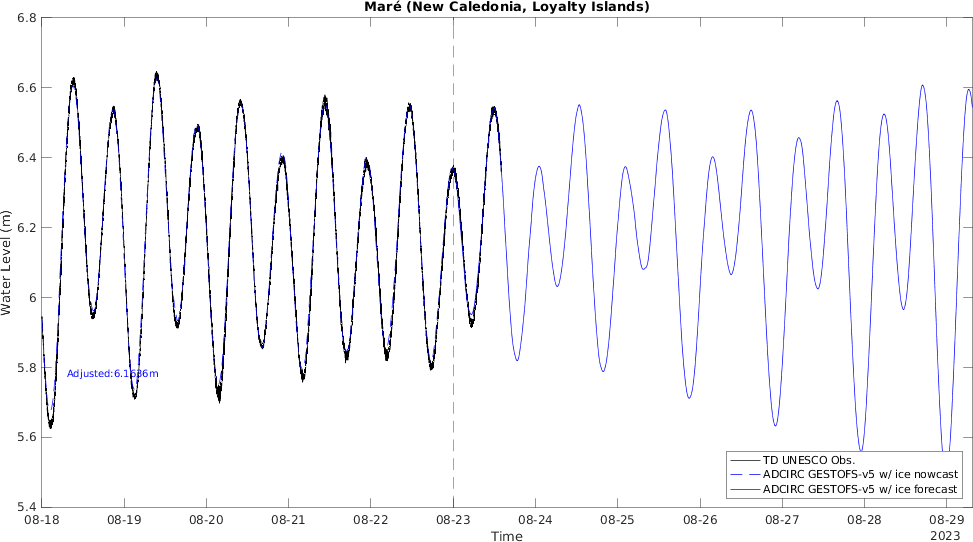 Maré (New Caledonia, Loyalty Islands)
6.8
6.6
6.4
6.2
6
5.8
5.6
5.4
Water Level (m)
Adjusted:6.1636m
TD UNESCO Obs.
ADCIRC GESTOFS-v5 w/ ice nowcast
ADCIRC GESTOFS-v5 w/ ice forecast
08-18 08-19 08-20 08-21 08-22 08-23 08-24 08-25 08-26 08-27 08-28 08-29
Time
2023